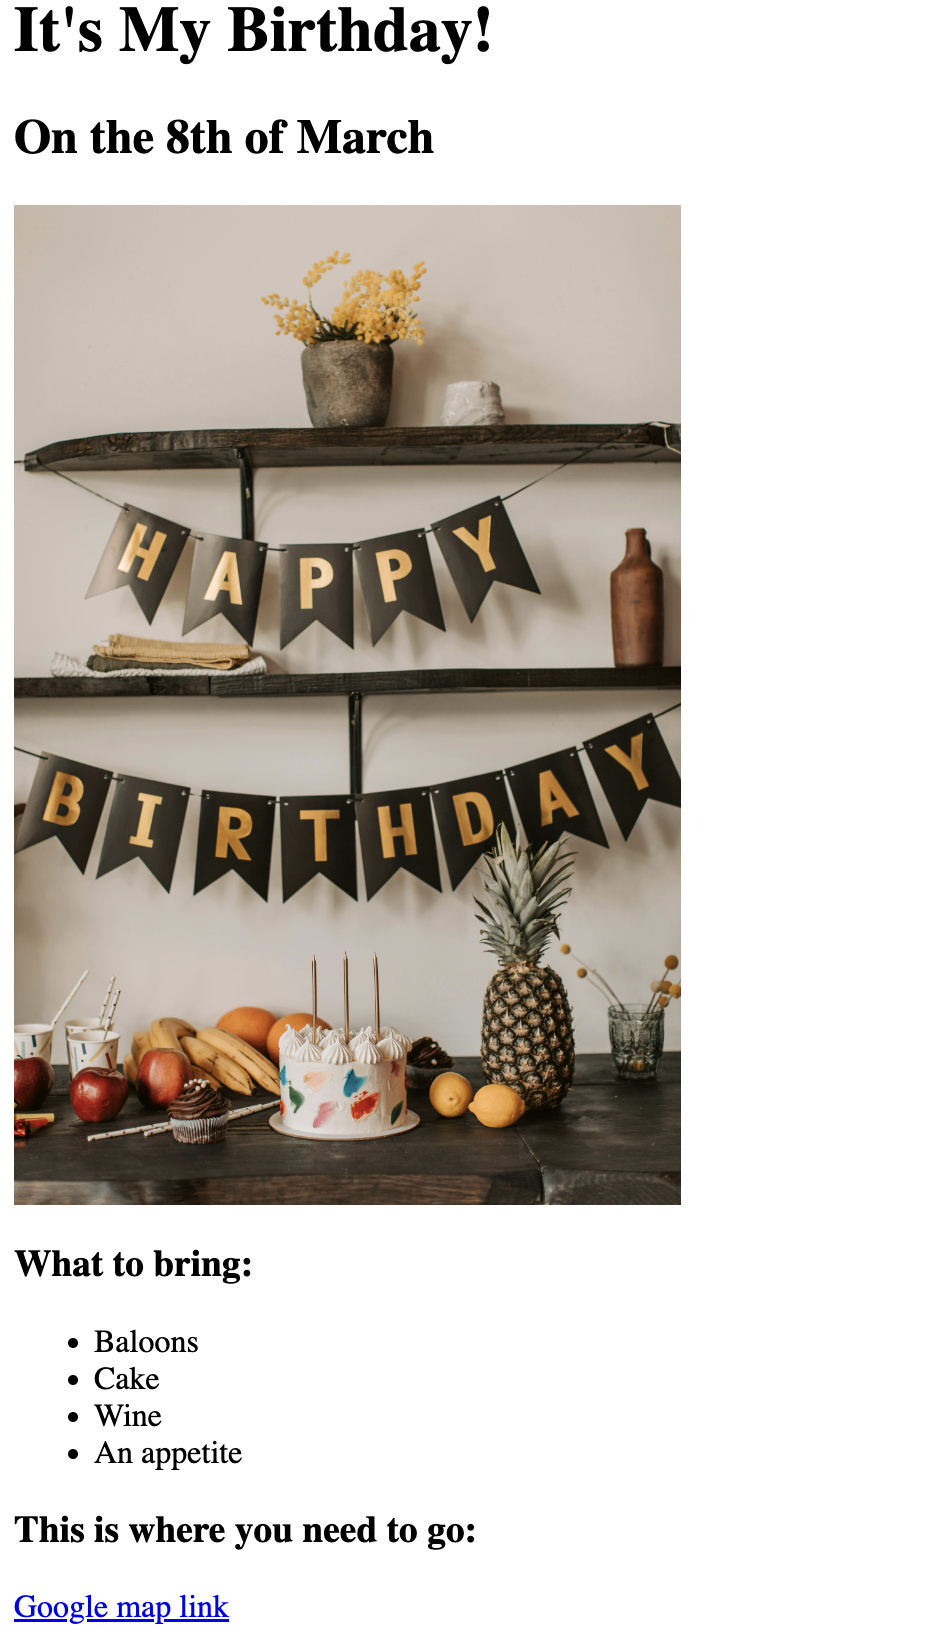 It's My Birthday!
On the 8th of March
HAPPY
BIRTHDAY
What to bring:
Baloons
Cake
Wine
An appetite
This is where you need to go:
Google map link